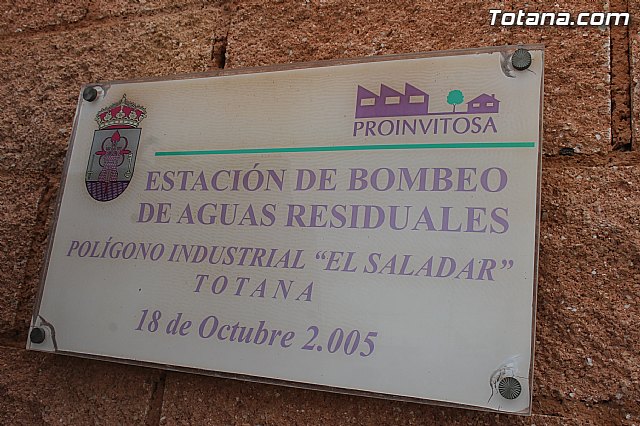 Totana.com
PROINVITOSA
ESTACIÓN DE BOMBEO
DE AGUAS RESIDUALES
POLÍGONO INDUSTRIAL “EL SALADAR”
TOTANA
18 de Octubre 2.005